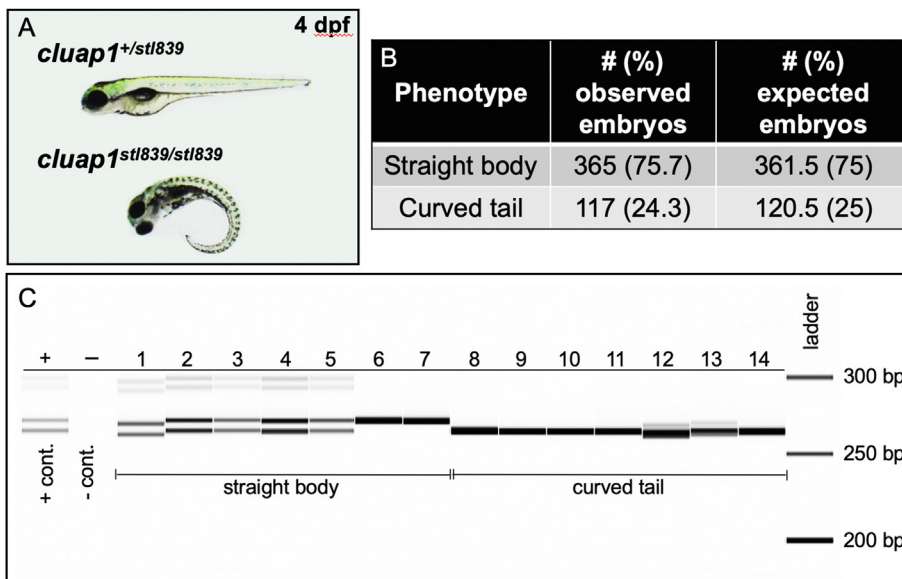 A
4 dpf
cluap1+/stl839
cluap1stl839/stl839
B
Phenotype
# (%) observed embryos
# (%) expected embryos
Straight body 365 (75.7) 361.5 (75)
Curved tail 117 (24.3) 120.5 (25)
C
+ – 1 2 3 4 5 6 7 8 9 10 11 12 13 14 ladder
300 bp
250 bp
200 bp
+ cont.
- cont.
straight body
curved tail